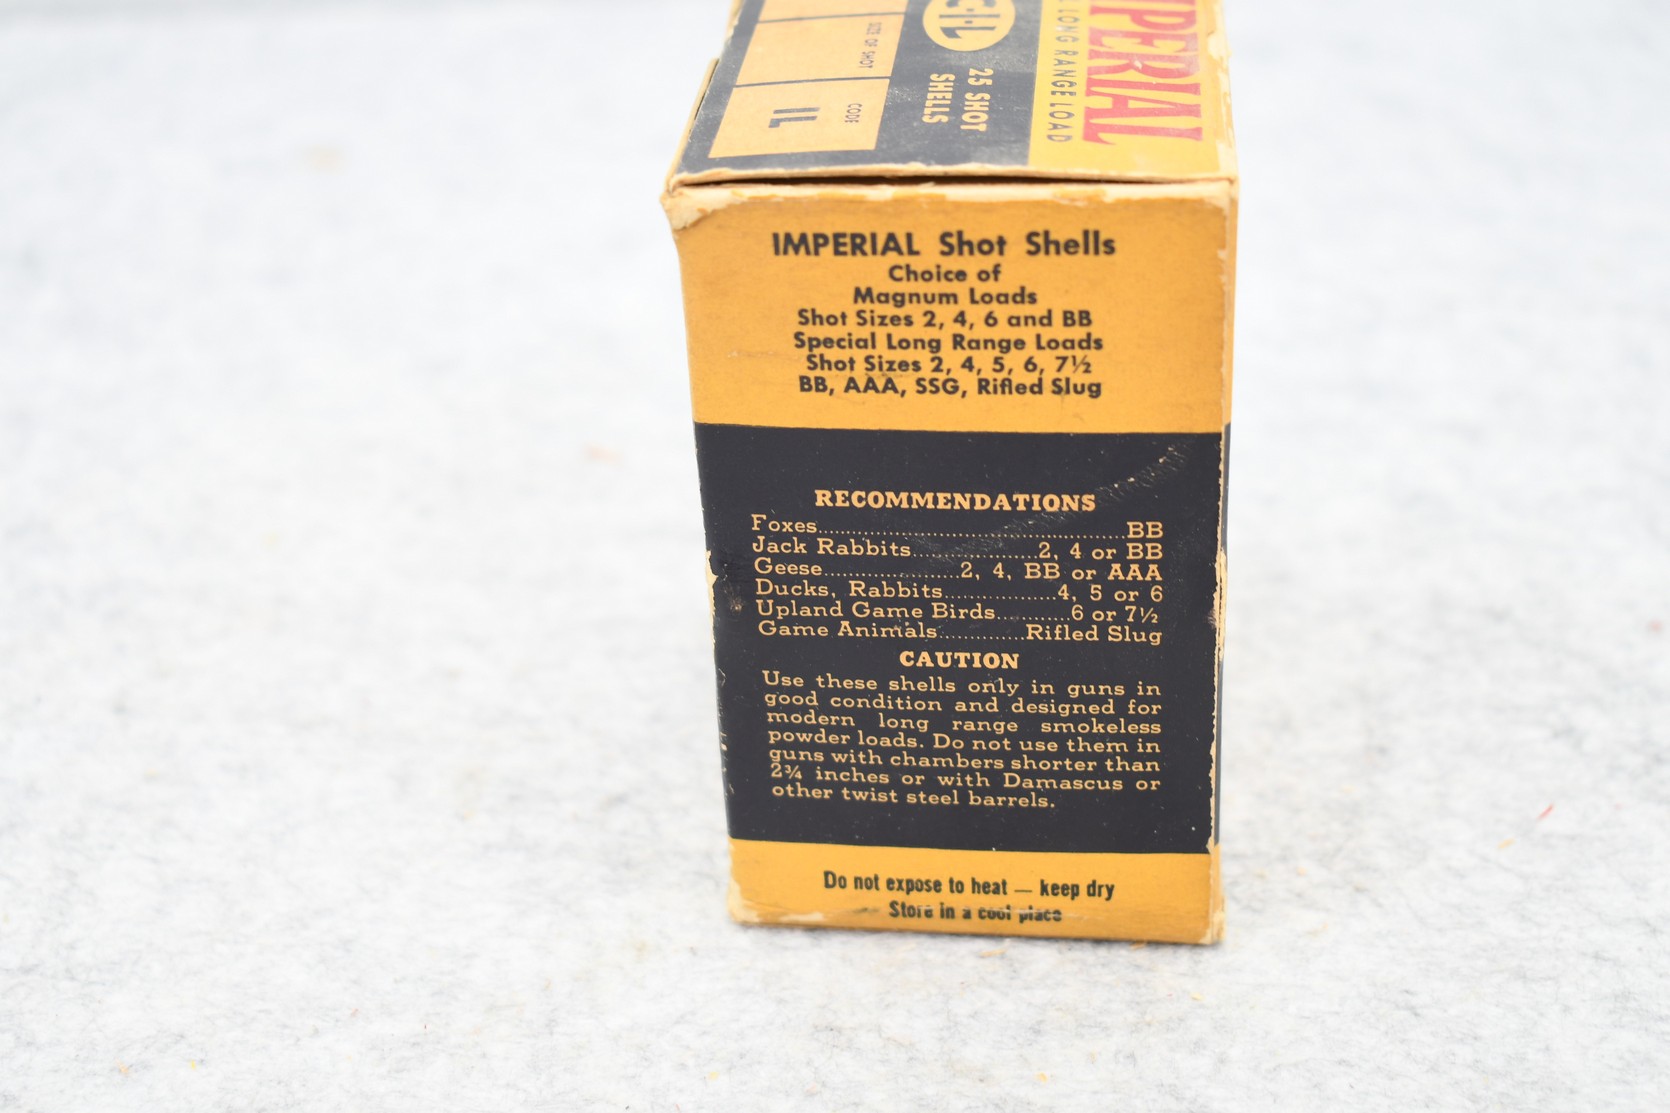 IMPERIAL
LONG RANGE LOAD
C-I-L
25 SHOT
SHELLS
SIZE OF SHOT
CODE
1L
IMPERIAL Shot Shells
Choice of
Magnum Loads
Shot Sizes 2, 4, 6 and BB
Special Long Range Loads
Shot Sizes 2, 4, 5, 6, 7½
BB, AAA, SSG, Rifled Slug
RECOMMENDATIONS
Foxes..................................................BB
Jack Rabbits....................2, 4 or BB
Geese......................2, 4, BB or AAA
Ducks, Rabbits..................4, 5 or 6
Upland Game Birds...........6 or 7½
Game Animals.............Rifled Slug
CAUTION
Use these shells only in guns in
good condition and designed for
modern long range smokeless
powder loads. Do not use them in
guns with chambers shorter than
2¾ inches or with Damascus or
other twist steel barrels.
Do not expose to heat — keep dry
Store in a cool place